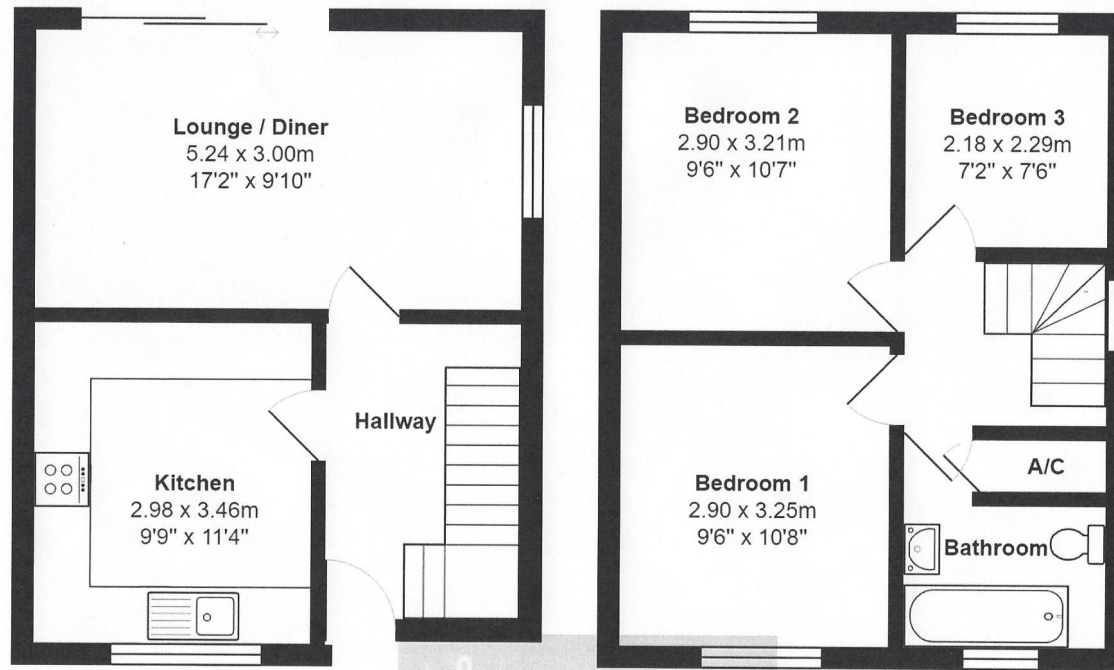 Lounge / Diner
5.24 x 3.00m
17'2" x 9'10"
Kitchen
2.98 x 3.46m
9'9" x 11'4"
Hallway
Bedroom 2
2.90 x 3.21m
9'6" x 10'7"
Bedroom 3
2.18 x 2.29m
7'2" x 7'6"
Bedroom 1
2.90 x 3.25m
9'6" x 10'8"
A/C
Bathroom